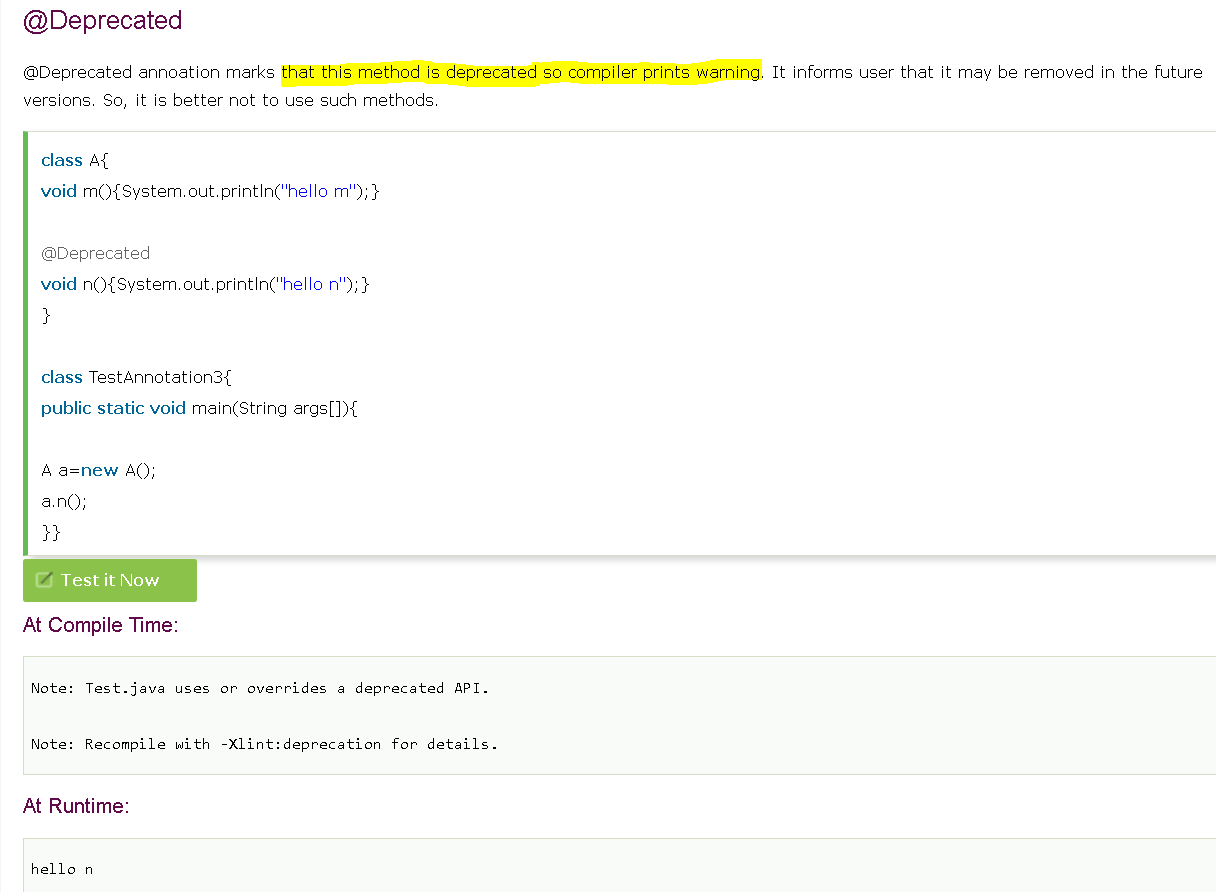 @Deprecated
@Deprecated annoation marks that this method is deprecated so compiler prints warning. It informs user that it may be removed in the future
versions. So, it is better not to use such methods.
class A{
void m(){System.out.println("hello m");}
@Deprecated
void n(){System.out.println("hello n");}
}
class TestAnnotation3{
public static void main(String args[]){
A a=new A();
a.n();
}}
Test it Now
At Compile Time:
Note: Test.java uses or overrides a deprecated API.
Note: Recompile with -Xlint:deprecation for details.
At Runtime:
hello n